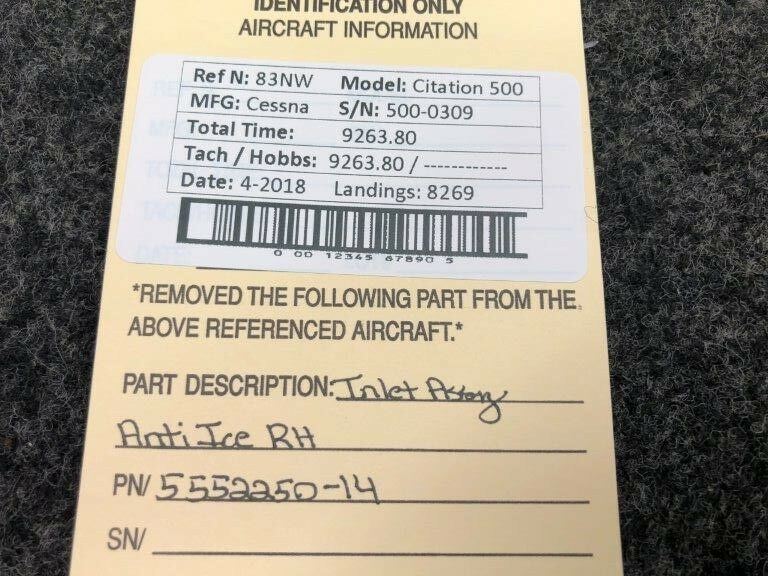 IDENTIFICATION ONLY
AIRCRAFT INFORMATION
Ref N: 83NW Model: Citation 500
MFG: Cessna S/N: 500-0309
Total Time: 9263.80
Tach / Hobbs: 9263.80 / ------------
Date: 4-2018 Landings: 8269
0 00 12345 67890 5
*REMOVED THE FOLLOWING PART FROM THE
ABOVE REFERENCED AIRCRAFT.*
PART DESCRIPTION: Inlet Assy
Anti Ice RH
PN/ 5552250-14
SN/